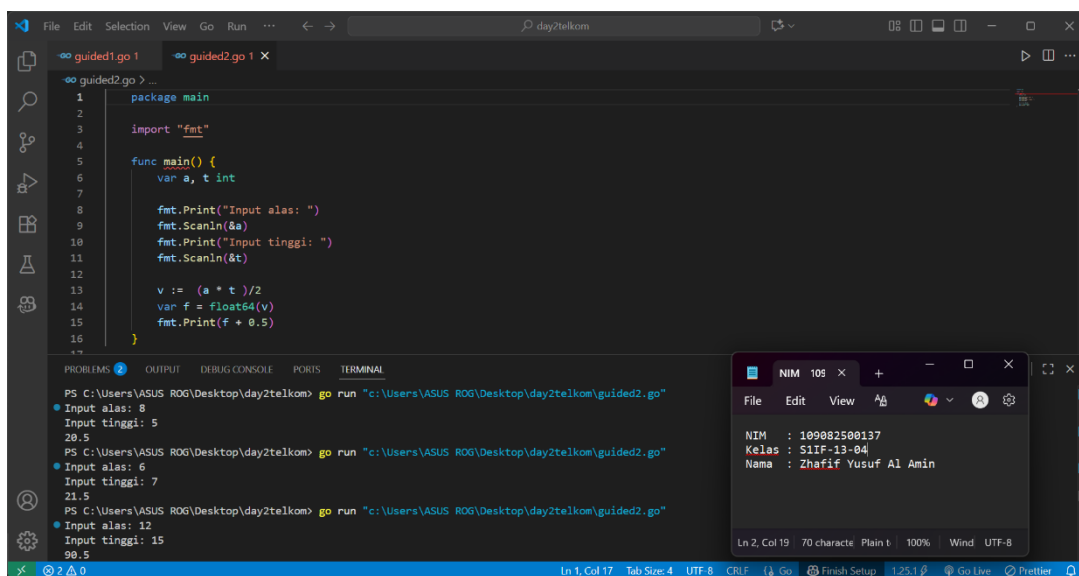 File Edit Selection View Go Run ... day2telkom
guided1.go 1 guided2.go 1
guided2.go > ...
1 package main
2
3 import "fmt"
4
5 func main() {
6 var a, t int
7
8 fmt.Print("Input alas: ")
9 fmt.Scanln(&a)
10 fmt.Print("Input tinggi: ")
11 fmt.Scanln(&t)
12
13 v := (a * t )/2
14 var f = float64(v)
15 fmt.Print(f + 0.5)
16 }
17
PROBLEMS 2 OUTPUT DEBUG CONSOLE PORTS TERMINAL
PS C:\Users\ASUS ROG\Desktop\day2telkom> go run "c:\Users\ASUS ROG\Desktop\day2telkom\guided2.go"
Input alas: 8
Input tinggi: 5
20.5
PS C:\Users\ASUS ROG\Desktop\day2telkom> go run "c:\Users\ASUS ROG\Desktop\day2telkom\guided2.go"
Input alas: 6
Input tinggi: 7
21.5
PS C:\Users\ASUS ROG\Desktop\day2telkom> go run "c:\Users\ASUS ROG\Desktop\day2telkom\guided2.go"
Input alas: 12
Input tinggi: 15
90.5
NIM 109
File Edit View
NIM : 109082500137
Kelas : S1IF-13-04
Nama : Zhafif Yusuf Al Amin
Ln 2, Col 19 70 characte Plain t 100% Wind UTF-8
2 0 Ln 1, Col 17 Tab Size: 4 UTF-8 CRLF Go Finish Setup 1.25.1 Go Live Prettier